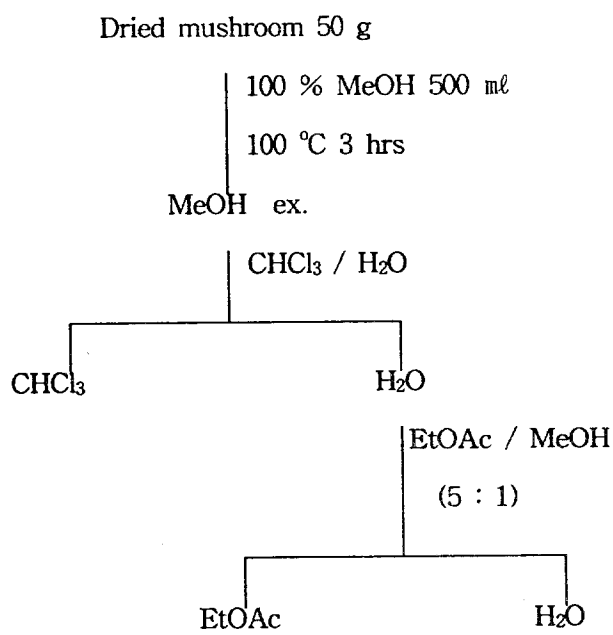 Dried mushroom 50 g
100 % MeOH 500 ㎖
100 ℃ 3 hrs
MeOH ex.
CHCl₃ / H₂O
CHCl₃
H₂O
EtOAc / MeOH
(5 : 1)
EtOAc
H₂O